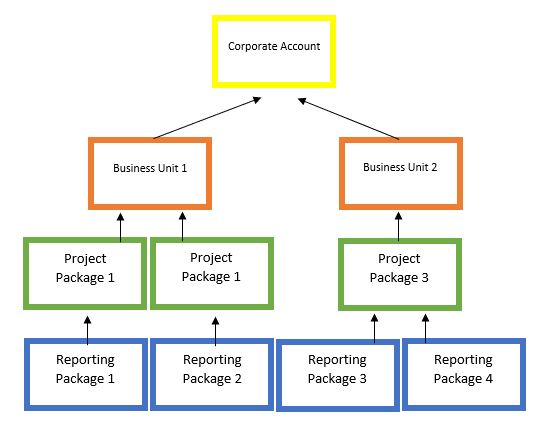 Corporate Account
Business Unit 1
Business Unit 2
Project
Package 1
Project
Package 1
Project
Package 3
Reporting
Package 1
Reporting
Package 2
Reporting
Package 3
Reporting
Package 4